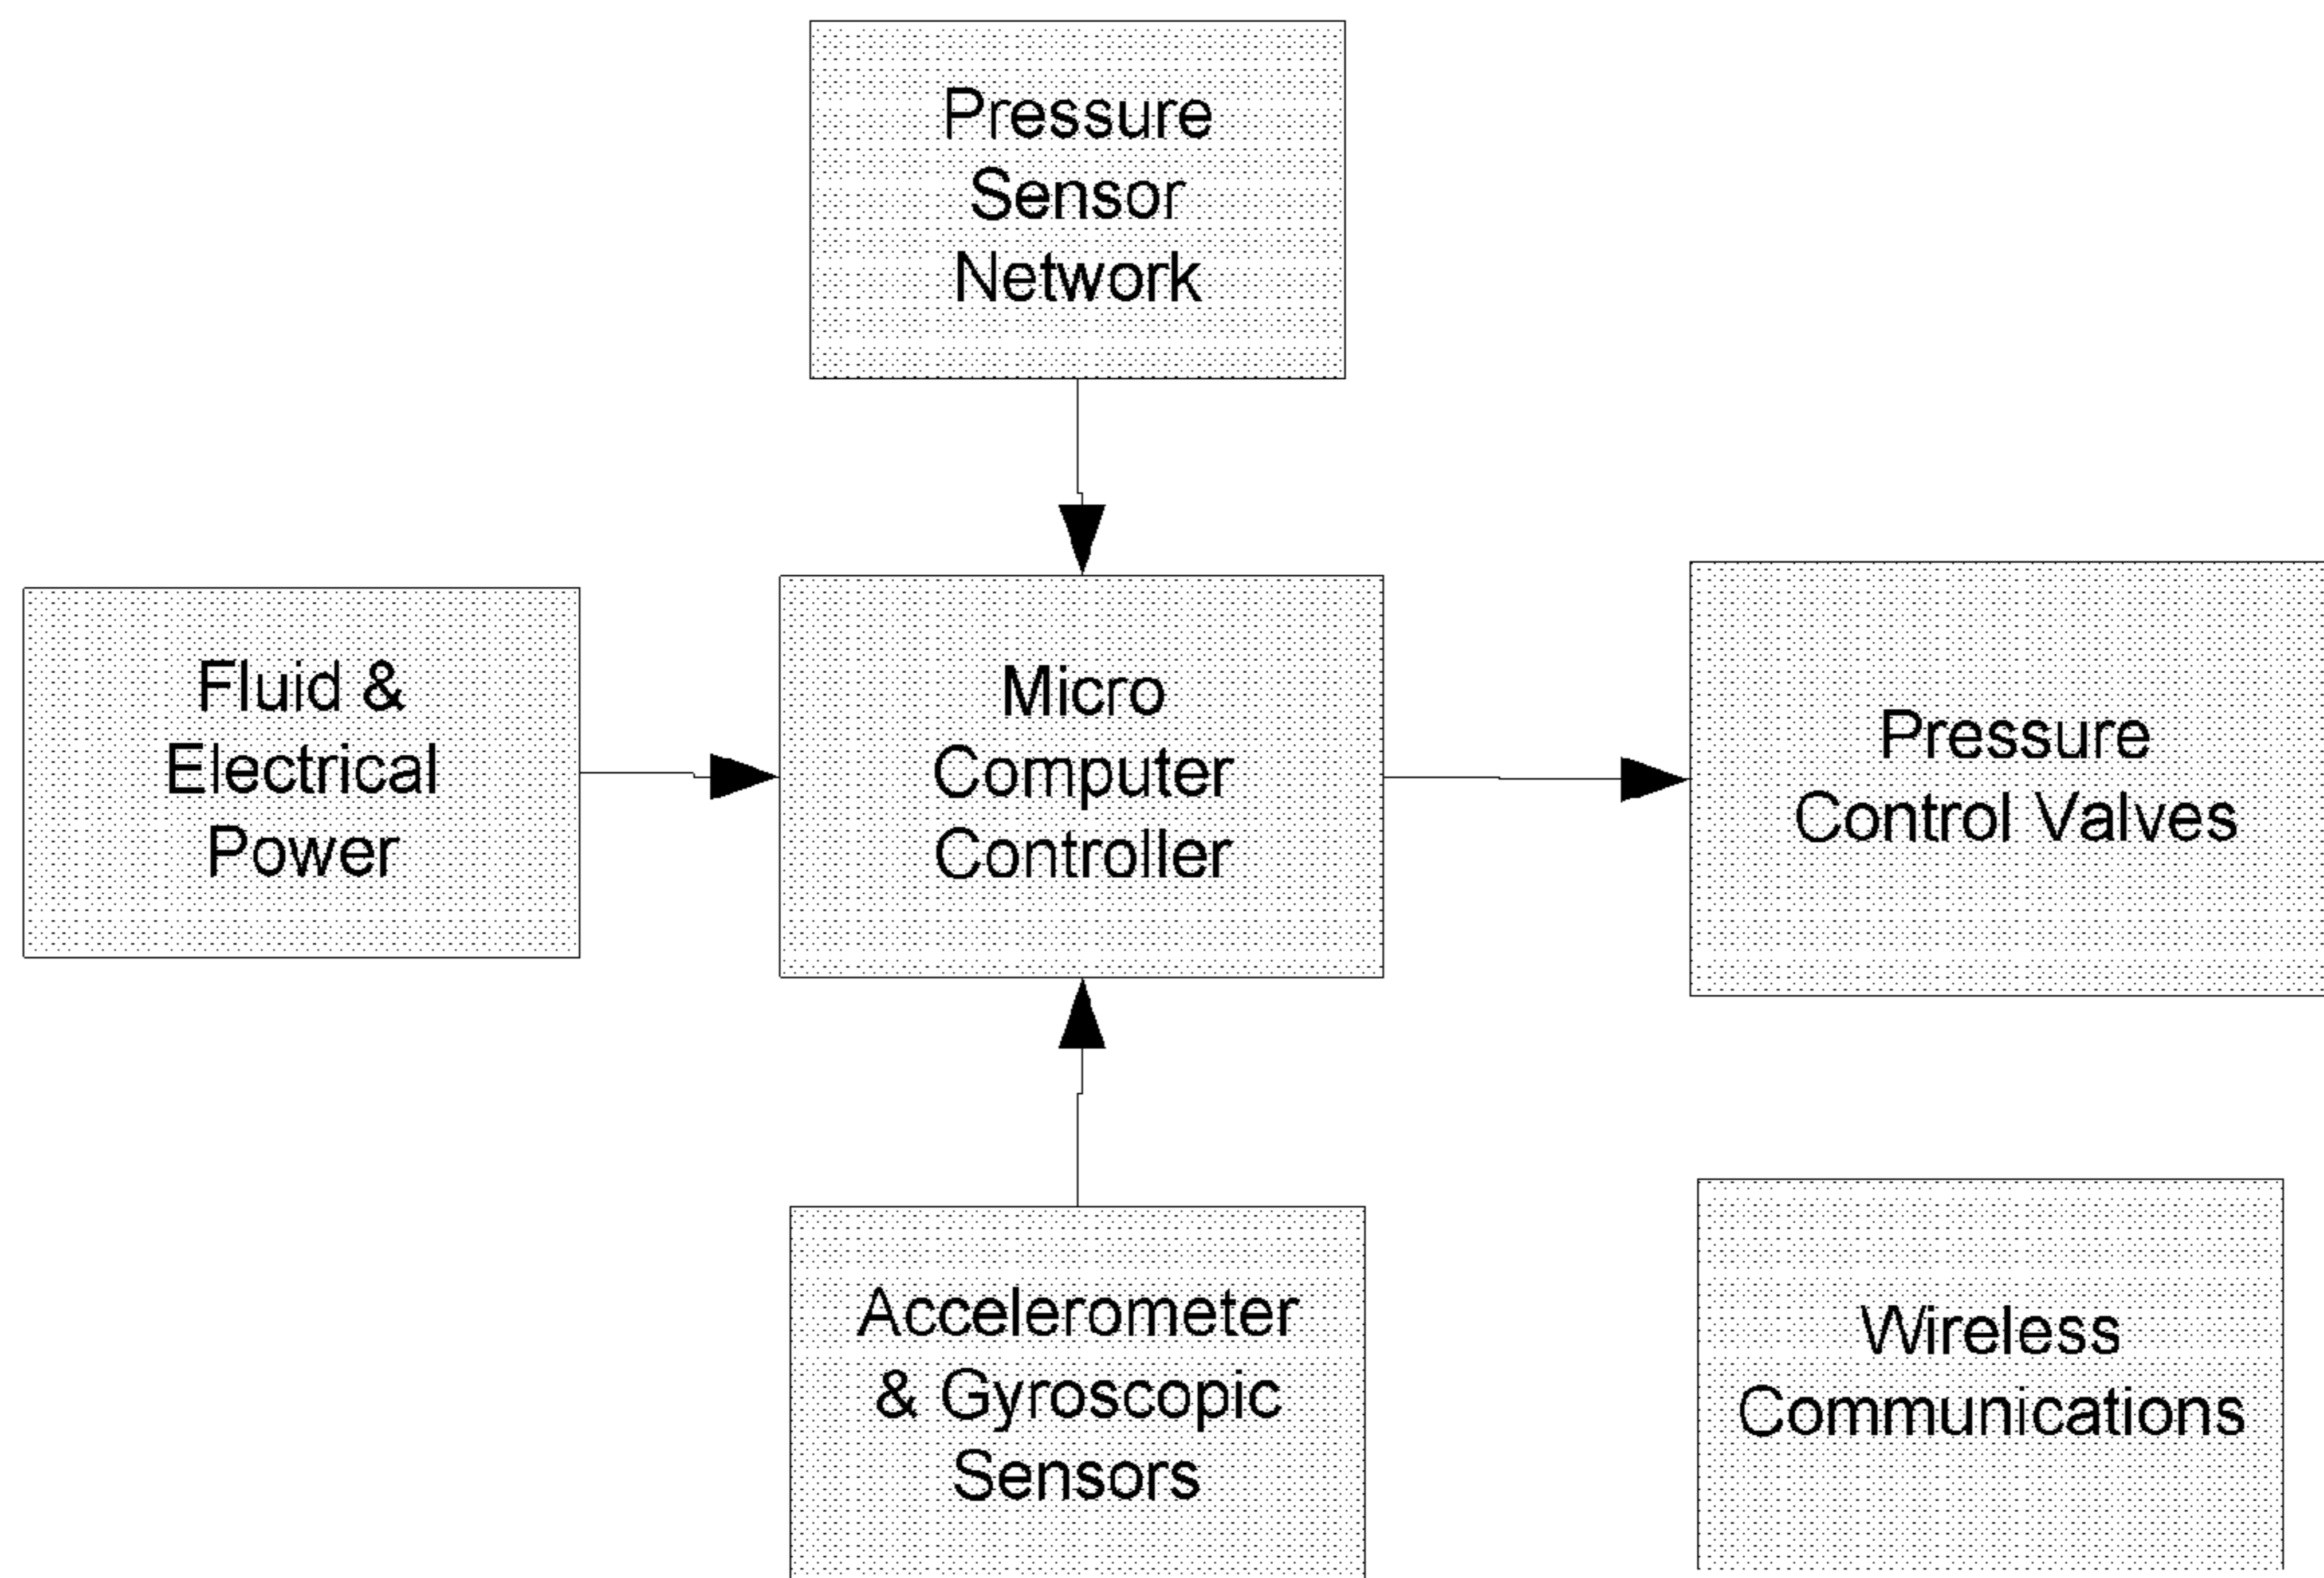 Pressure
Sensor
Network
Fluid &
Electrical
Power
Micro
Computer
Controller
Pressure
Control Valves
Accelerometer
& Gyroscopic
Sensors
Wireless
Communications